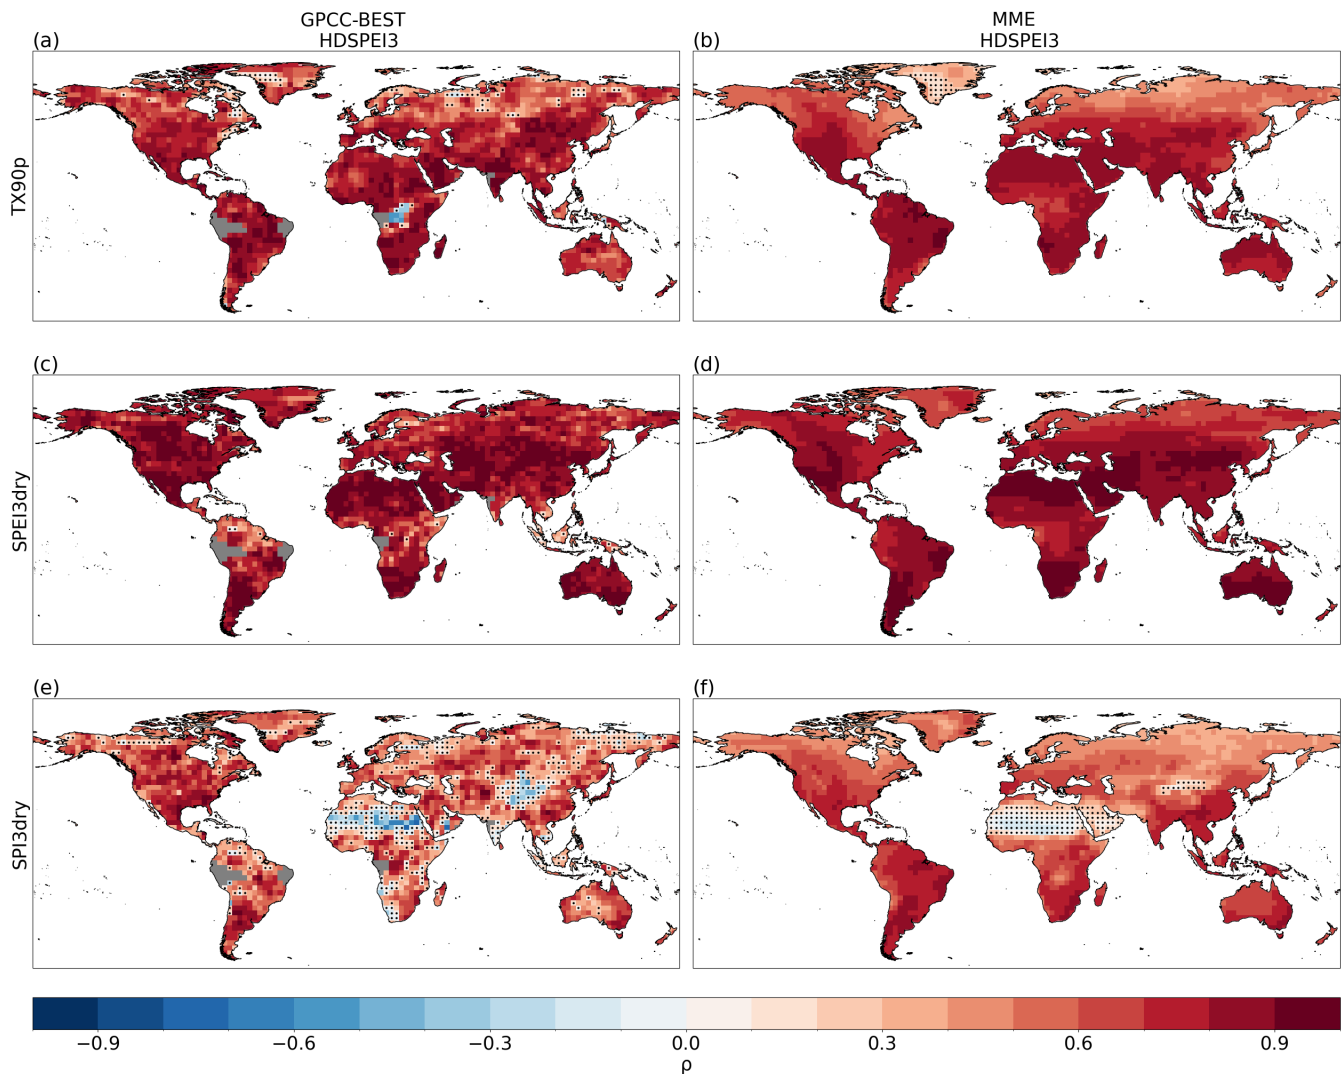 GPCC-BEST
HDSPEI3
MME
HDSPEI3
(a)
(b)
TX90p
(c)
(d)
SPEI3dry
(e)
(f)
SPI3dry
−0.9
−0.6
−0.3
0.0
0.3
0.6
0.9
ρ